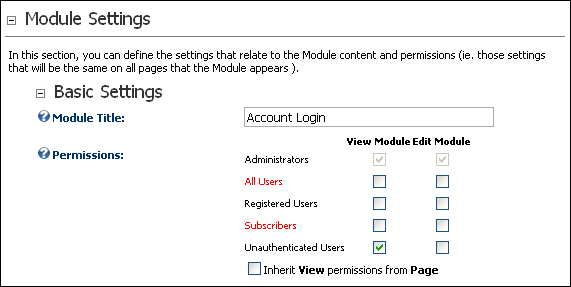 Module Settings
In this section, you can define the settings that relate to the Module content and permissions (ie. those settings
that will be the same on all pages that the Module appears ).
Basic Settings
Module Title: Account Login
Permissions:
View Module Edit Module
Administrators
All Users
Registered Users
Subscribers
Unauthenticated Users
Inherit View permissions from Page